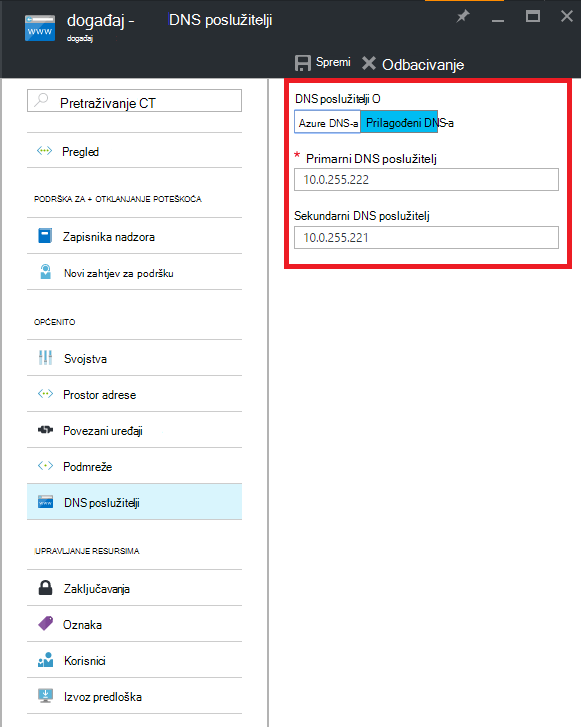 događaj -
DNS poslužitelji
događaj
www
Spremi
Odbacivanje
Pretraživanje CT
Pregled
PODRŠKA ZA + OTKLANJANJE POTEŠKOĆA
Zapisnika nadzora
Novi zahtjev za podršku
OPĆENITO
Svojstva
Prostor adrese
Povezani uređaji
Podmreže
DNS poslužitelji
UPRAVLJANJE RESURSIMA
Zaključavanja
Oznaka
Korisnici
Izvoz predloška
DNS poslužitelji O
Azure DNS-a
Prilagođeni DNS-a
* Primarni DNS poslužitelj
10.0.255.222
Sekundarni DNS poslužitelj
10.0.255.221